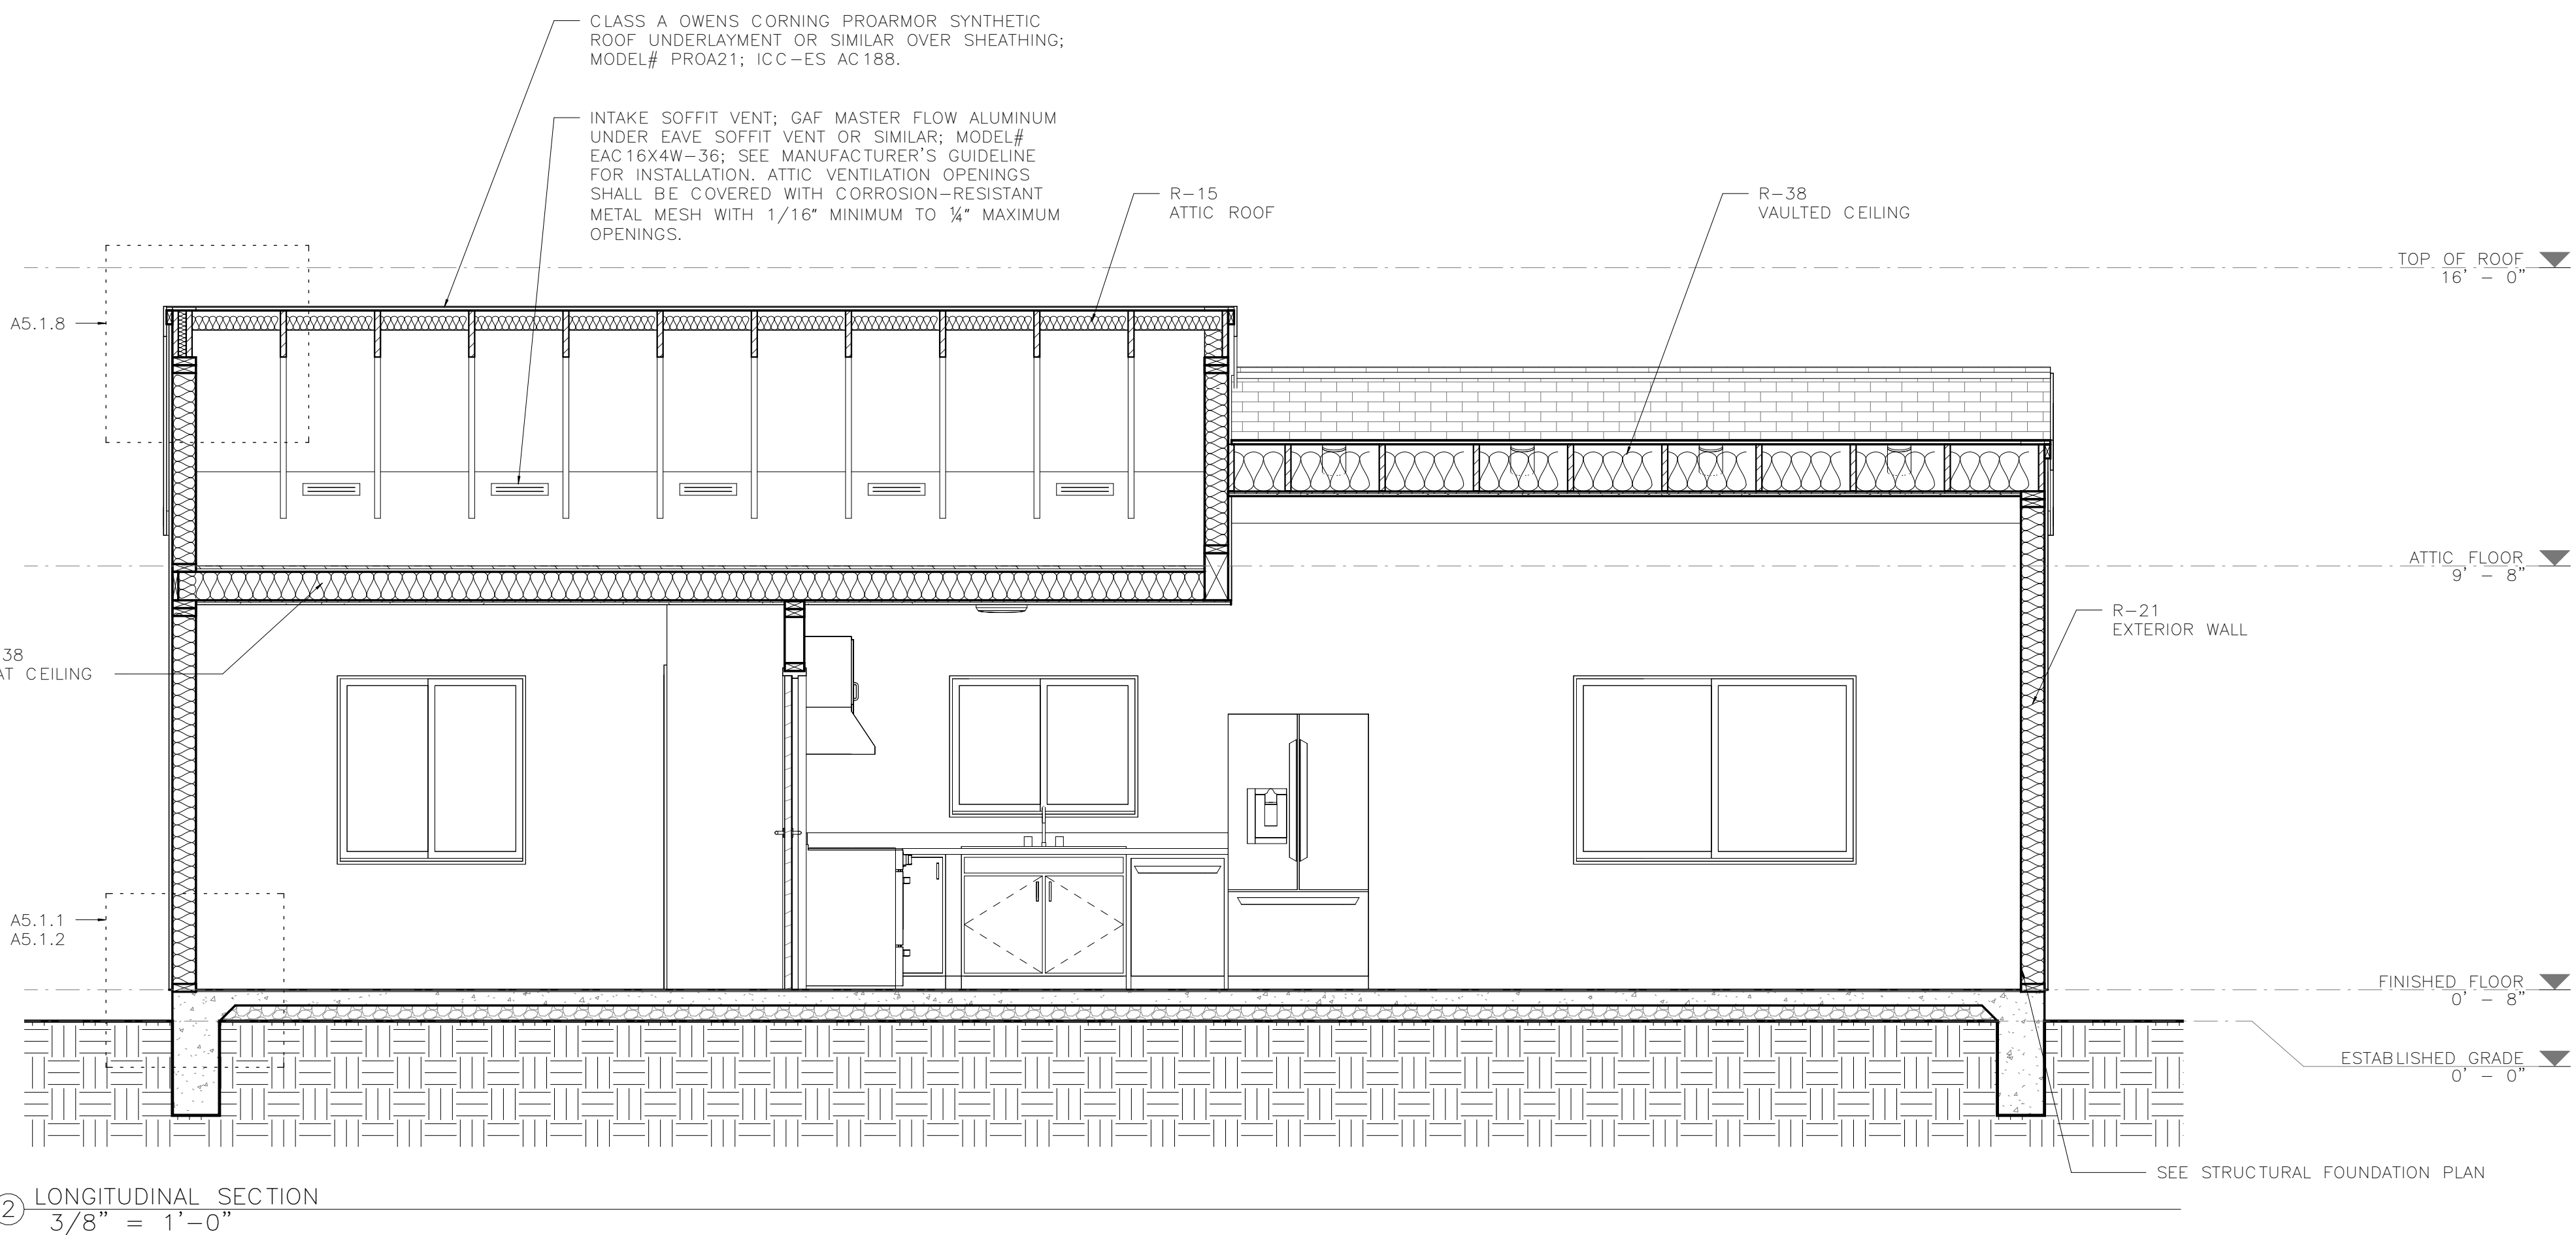 CLASS A OWENS CORNING PROARMOR SYNTHETIC
ROOF UNDERLAYMENT OR SIMILAR OVER SHEATHING;
MODEL# PROA21; ICC-ES AC188.
INTAKE SOFFIT VENT; GAF MASTER FLOW ALUMINUM
UNDER EAVE SOFFIT VENT OR SIMILAR; MODEL#
EAC16X4W-36; SEE MANUFACTURER'S GUIDELINE
FOR INSTALLATION. ATTIC VENTILATION OPENINGS
SHALL BE COVERED WITH CORROSION-RESISTANT
METAL MESH WITH 1/16" MINIMUM TO ¼" MAXIMUM
OPENINGS.
R-15
ATTIC ROOF
R-38
VAULTED CEILING
TOP OF ROOF
16' - 0"
A5.1.8
ATTIC FLOOR
9' - 8"
R-21
EXTERIOR WALL
38
AT CEILING
A5.1.1
A5.1.2
FINISHED FLOOR
0' - 8"
ESTABLISHED GRADE
0' - 0"
SEE STRUCTURAL FOUNDATION PLAN
2
LONGITUDINAL SECTION
3/8" = 1'-0"